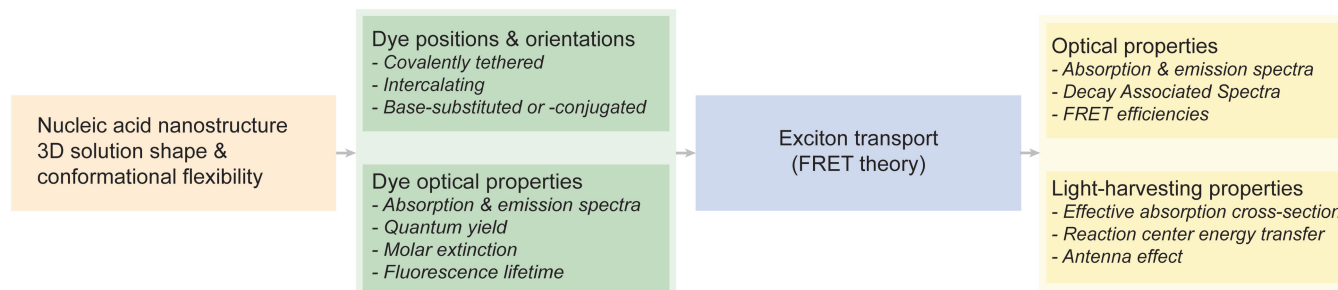 Nucleic acid nanostructure
3D solution shape &
conformational flexibility
Dye positions & orientations
- Covalently tethered
- Intercalating
- Base-substituted or -conjugated
Dye optical properties
- Absorption & emission spectra
- Quantum yield
- Molar extinction
- Fluorescence lifetime
Exciton transport
(FRET theory)
Optical properties
- Absorption & emission spectra
- Decay Associated Spectra
- FRET efficiencies
Light-harvesting properties
- Effective absorption cross-section
- Reaction center energy transfer
- Antenna effect